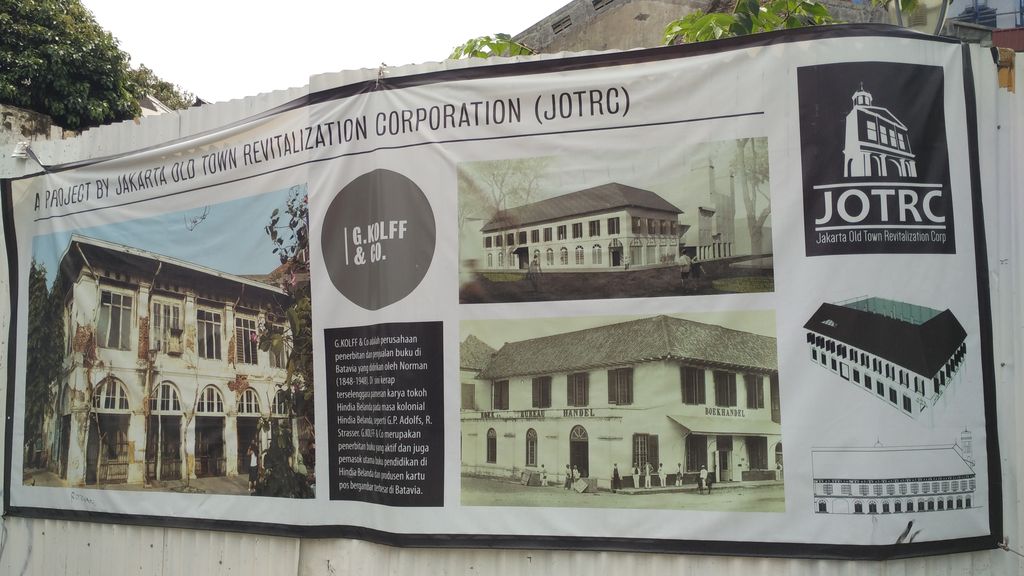 A PROJECT BY JAKARTA OLD TOWN REVITALIZATION CORPORATION (JOTRC)
G.KOLFF
& CO.
G.KOLFF & Co adalah perusahaan
penerbitan dan penjualan buku di
Batavia yang didirikan oleh Norman
(1848-1948). Di sini kerap
terselenggara pameran karya tokoh
Hindia Belanda pada masa kolonial
Hindia Belanda, seperti G.P. Adolfs, R.
Strasser. G.KOLFF & Co merupakan
penerbitan buku yang aktif dan juga
pemasok utama buku pendidikan di
Hindia Belanda dan produsen kartu
pos bergambar terbesar di Batavia.
HANDEL
BOEKHANDEL
JOTRC
Jakarta Old Town Revitalization Corp